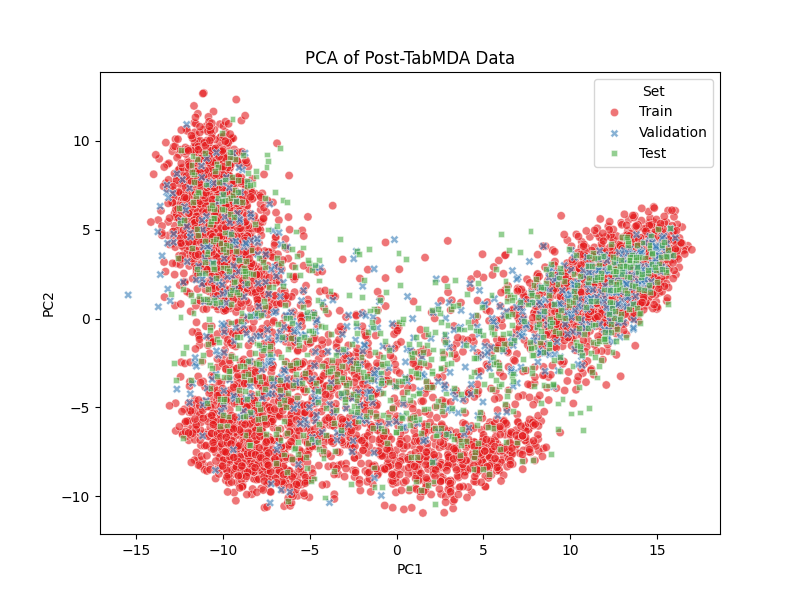 PCA of Post-TabMDA Data
Set
Train
Validation
Test
PC2
10
5
0
−5
−10
−15
−10
−5
0
5
10
15
PC1